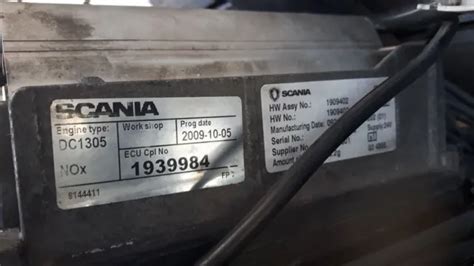 SCANIA
Engine type:
DC1305
Workshop
Prog date
2009-10-05
NOx
ECU Cpl No
1939984
8144411
SCANIA
HW Assy No.: 1909402
HW No.:
Manufacturing Date:
Serial No.:
Supplier No.:
Amount